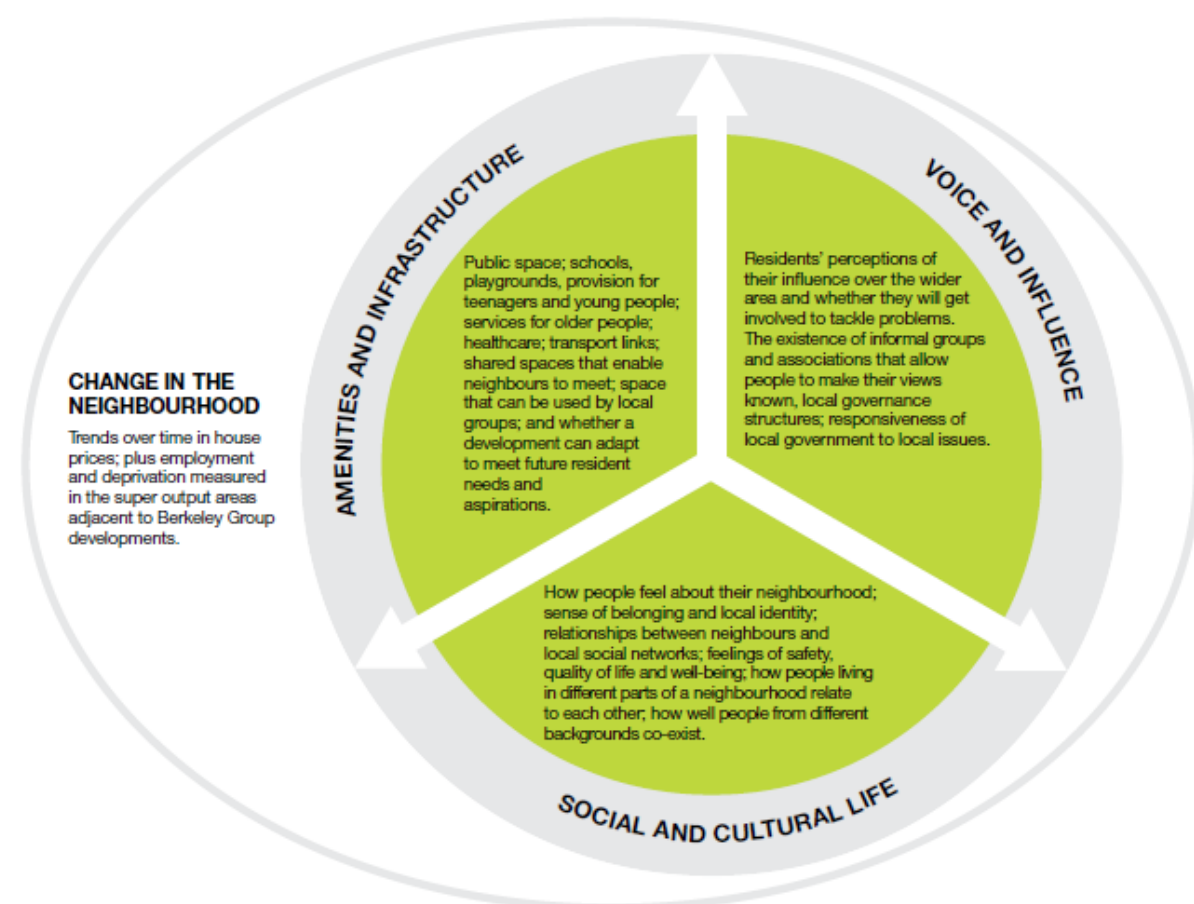 AMENITIES AND INFRASTRUCTURE
Public space; schools,
playgrounds, provision for
teenagers and young people;
services for older people;
healthcare; transport links;
shared spaces that enable
neighbours to meet; space
that can be used by local
groups; and whether a
development can adapt
to meet future resident
needs and
aspirations.
VOICE AND INFLUENCE
Residents' perceptions of
their influence over the wider
area and whether they will get
involved to tackle problems.
The existence of informal groups
and associations that allow
people to make their views
known, local governance
structures; responsiveness of
local government to local issues.
CHANGE IN THE
NEIGHBOURHOOD
Trends over time in house
prices; plus employment
and deprivation measured
in the super output areas
adjacent to Berkeley Group
developments.
How people feel about their neighbourhood;
sense of belonging and local identity;
relationships between neighbours and
local social networks; feelings of safety,
quality of life and well-being; how people living
in different parts of a neighbourhood relate
to each other; how well people from different
backgrounds co-exist.
SOCIAL AND CULTURAL LIFE